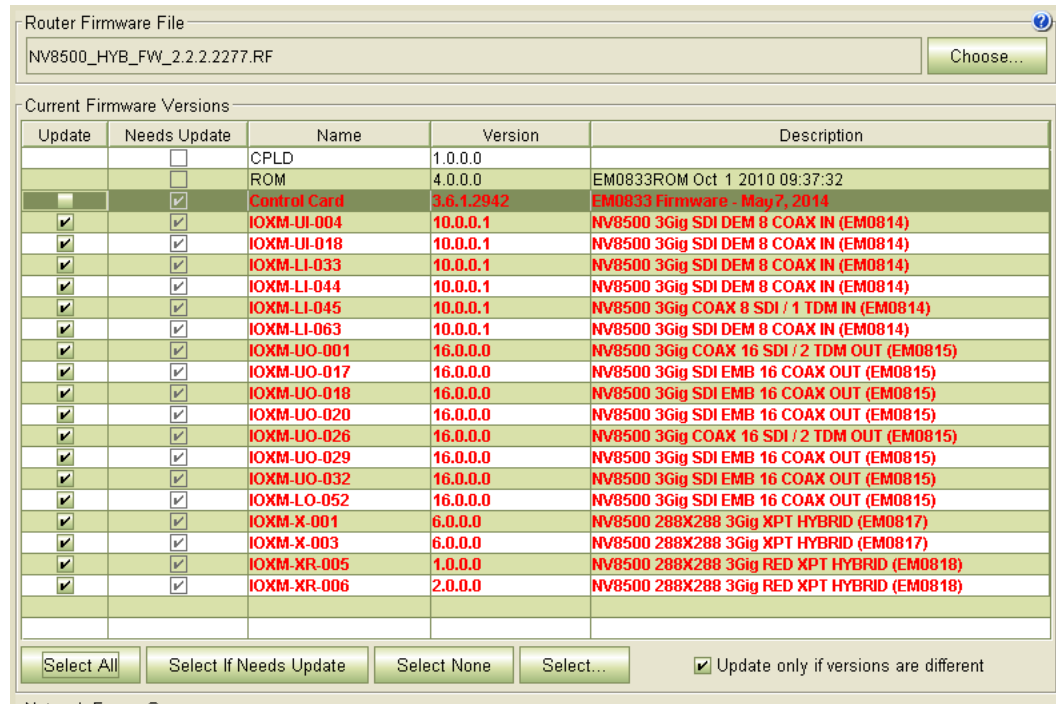 Router Firmware File
NV8500_HYB_FW_2.2.2.2277.RF
Choose...
Current Firmware Versions
Update Needs Update Name Version Description
CPLD 1.0.0.0
ROM 4.0.0.0 EM0833ROM Oct 1 2010 09:37:32
Control Card 3.6.1.2942 EM0833 Firmware - May 7, 2014
IOXM-UI-004 10.0.0.1 NV8500 3Gig SDI DEM 8 COAX IN (EM0814)
IOXM-UI-018 10.0.0.1 NV8500 3Gig SDI DEM 8 COAX IN (EM0814)
IOXM-LI-033 10.0.0.1 NV8500 3Gig SDI DEM 8 COAX IN (EM0814)
IOXM-LI-044 10.0.0.1 NV8500 3Gig SDI DEM 8 COAX IN (EM0814)
IOXM-LI-045 10.0.0.1 NV8500 3Gig COAX 8 SDI / 1 TDM IN (EM0814)
IOXM-LI-063 10.0.0.1 NV8500 3Gig SDI DEM 8 COAX IN (EM0814)
IOXM-UO-001 16.0.0.0 NV8500 3Gig COAX 16 SDI / 2 TDM OUT (EM0815)
IOXM-UO-017 16.0.0.0 NV8500 3Gig SDI EMB 16 COAX OUT (EM0815)
IOXM-UO-018 16.0.0.0 NV8500 3Gig SDI EMB 16 COAX OUT (EM0815)
IOXM-UO-020 16.0.0.0 NV8500 3Gig SDI EMB 16 COAX OUT (EM0815)
IOXM-UO-026 16.0.0.0 NV8500 3Gig COAX 16 SDI / 2 TDM OUT (EM0815)
IOXM-UO-029 16.0.0.0 NV8500 3Gig SDI EMB 16 COAX OUT (EM0815)
IOXM-UO-032 16.0.0.0 NV8500 3Gig SDI EMB 16 COAX OUT (EM0815)
IOXM-LO-052 16.0.0.0 NV8500 3Gig SDI EMB 16 COAX OUT (EM0815)
IOXM-X-001 6.0.0.0 NV8500 288X288 3Gig XPT HYBRID (EM0817)
IOXM-X-003 6.0.0.0 NV8500 288X288 3Gig XPT HYBRID (EM0817)
IOXM-XR-005 1.0.0.0 NV8500 288X288 3Gig RED XPT HYBRID (EM0818)
IOXM-XR-006 2.0.0.0 NV8500 288X288 3Gig RED XPT HYBRID (EM0818)
Select All Select If Needs Update Select None Select... Update only if versions are different